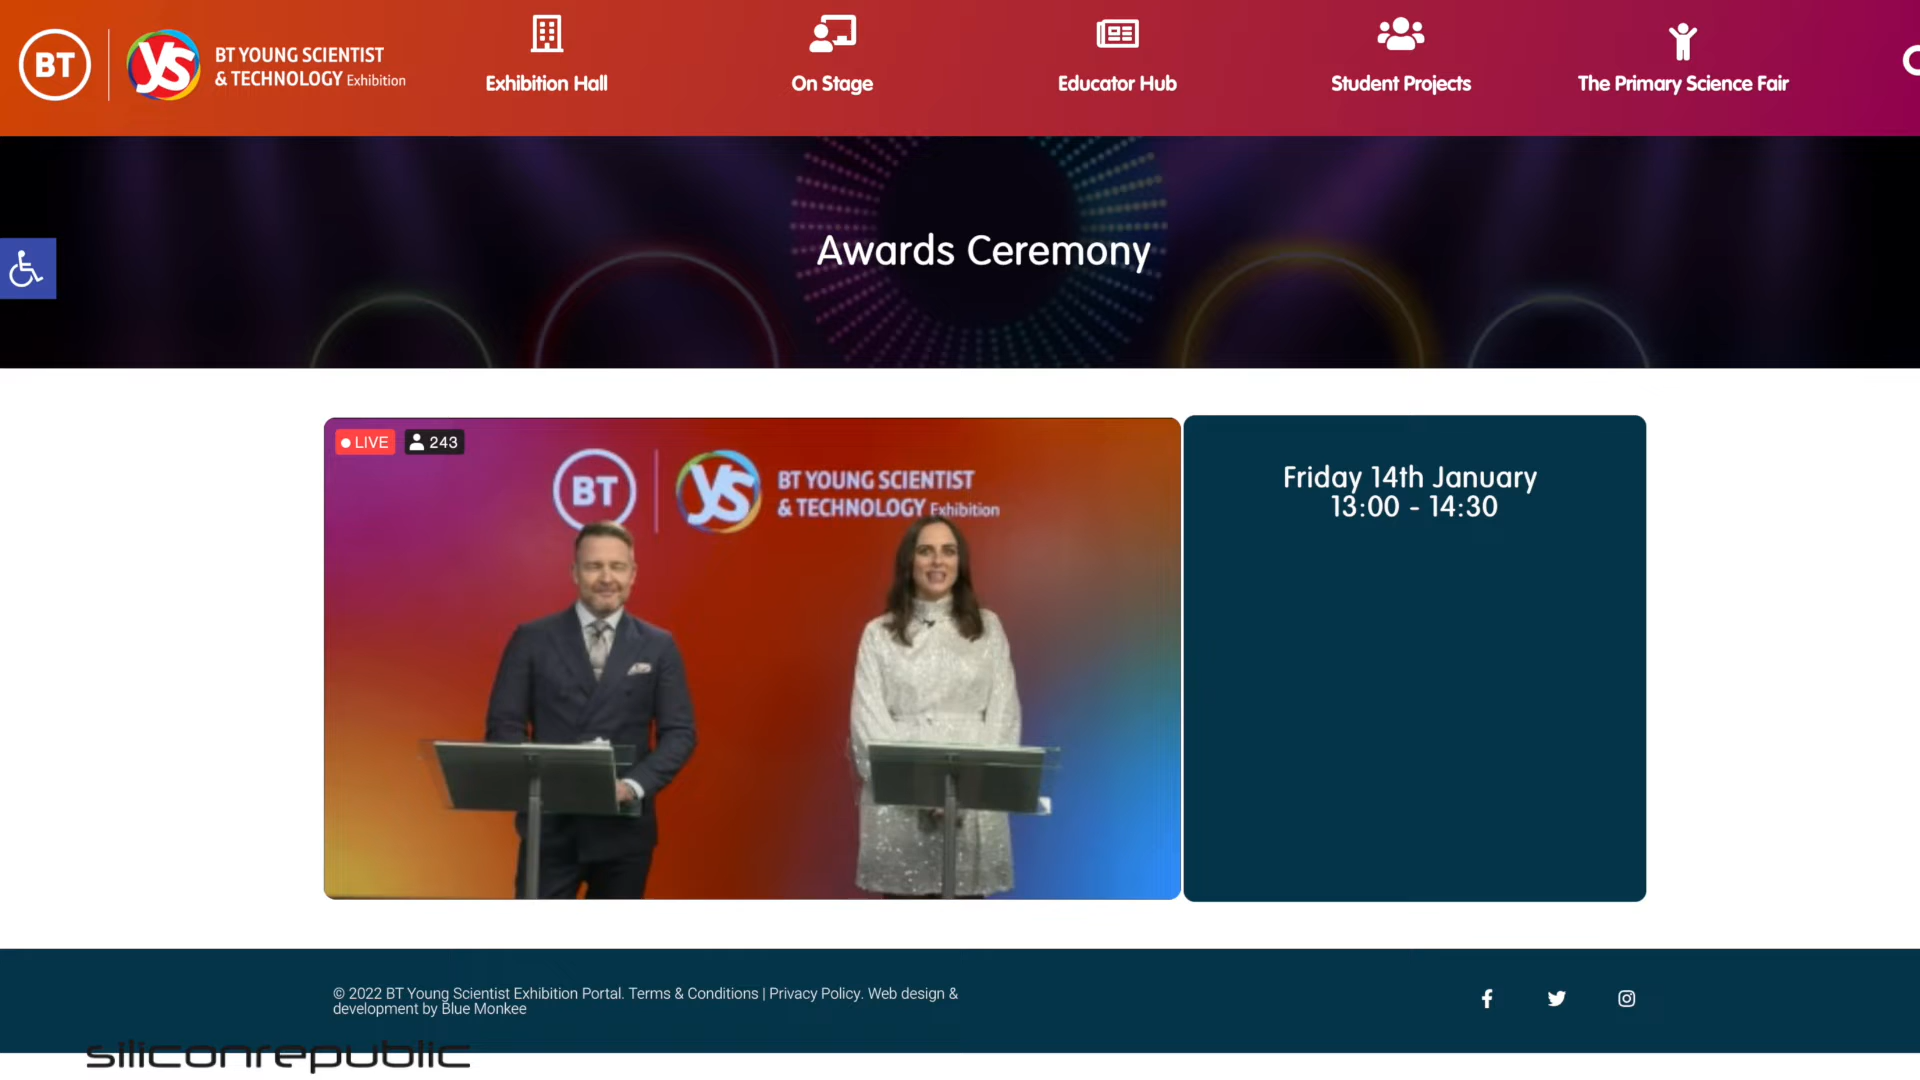 BT
ys
BT YOUNG SCIENTIST
& TECHNOLOGY Exhibition
Exhibition Hall
On Stage
Educator Hub
Student Projects
The Primary Science Fair
Awards Ceremony
LIVE
243
BT
ys
BT YOUNG SCIENTIST
& TECHNOLOGY Exhibition
Friday 14th January
13:00 - 14:30
© 2022 BT Young Scientist Exhibition Portal. Terms & Conditions | Privacy Policy. Web design &
development by Blue Monkee
siliconrepublic